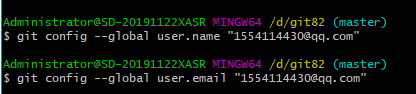 Administrator@SD-20191122XASR MINGW64 /d/git82 (master)
$ git config --global user.name "1554114430@qq.com"
Administrator@SD-20191122XASR MINGW64 /d/git82 (master)
$ git config --global user.email "1554114430@qq.com"